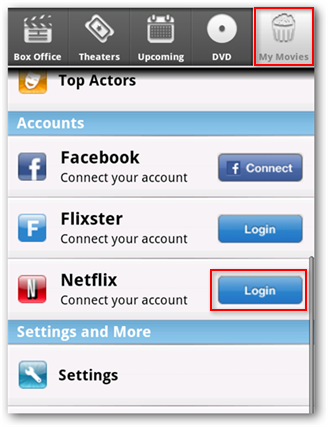 Box Office Theaters Upcoming DVD My Movies
Top Actors
Accounts
Facebook
Connect your account
f Connect
Flixster
Connect your account
F
Login
Netflix
Connect your account
N
Login
Settings and More
Settings